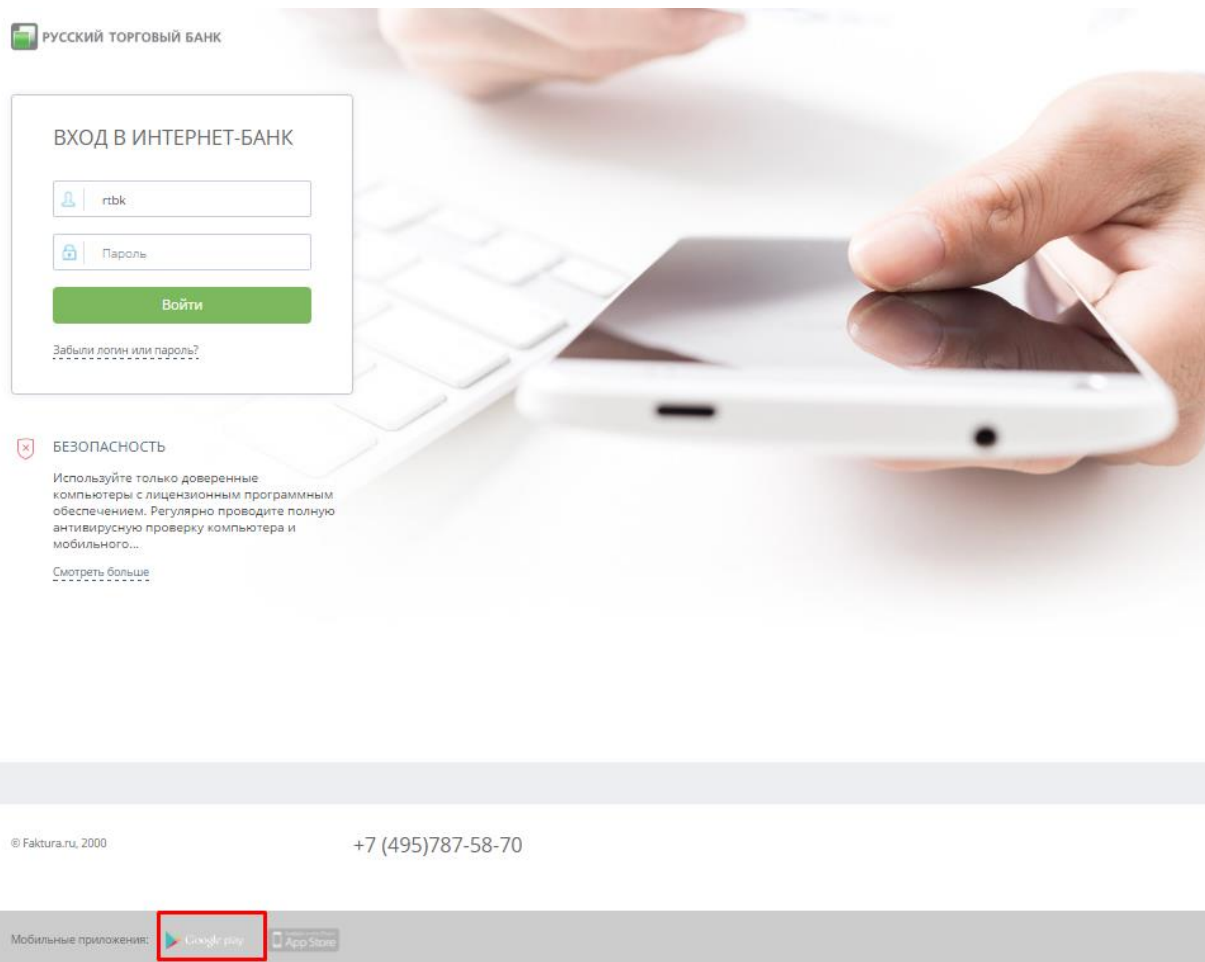 РУССКИЙ ТОРГОВЫЙ БАНК
ВХОД В ИНТЕРНЕТ-БАНК
rtbk
Пароль
Войти
Забыли логин или пароль?
БЕЗОПАСНОСТЬ
Используйте только доверенные
компьютеры с лицензионным программным
обеспечением. Регулярно проводите полную
антивирусную проверку компьютера и
мобильного...
Смотреть больше
© Faktura.ru, 2000
+7 (495)787-58-70
Мобильные приложения:
Google play
App Store